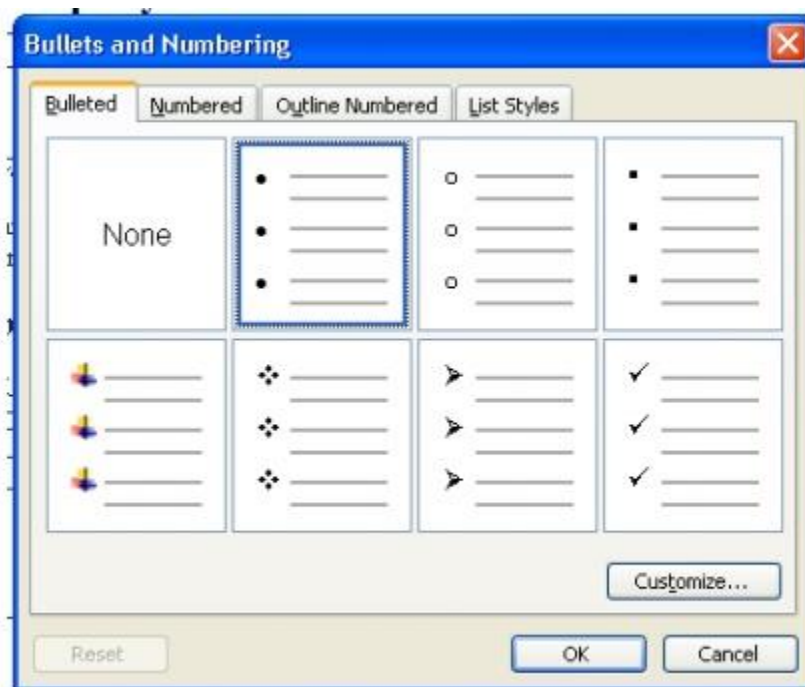 Bullets and Numbering
Bulleted Numbered Outline Numbered List Styles
None
Customize...
Reset OK Cancel